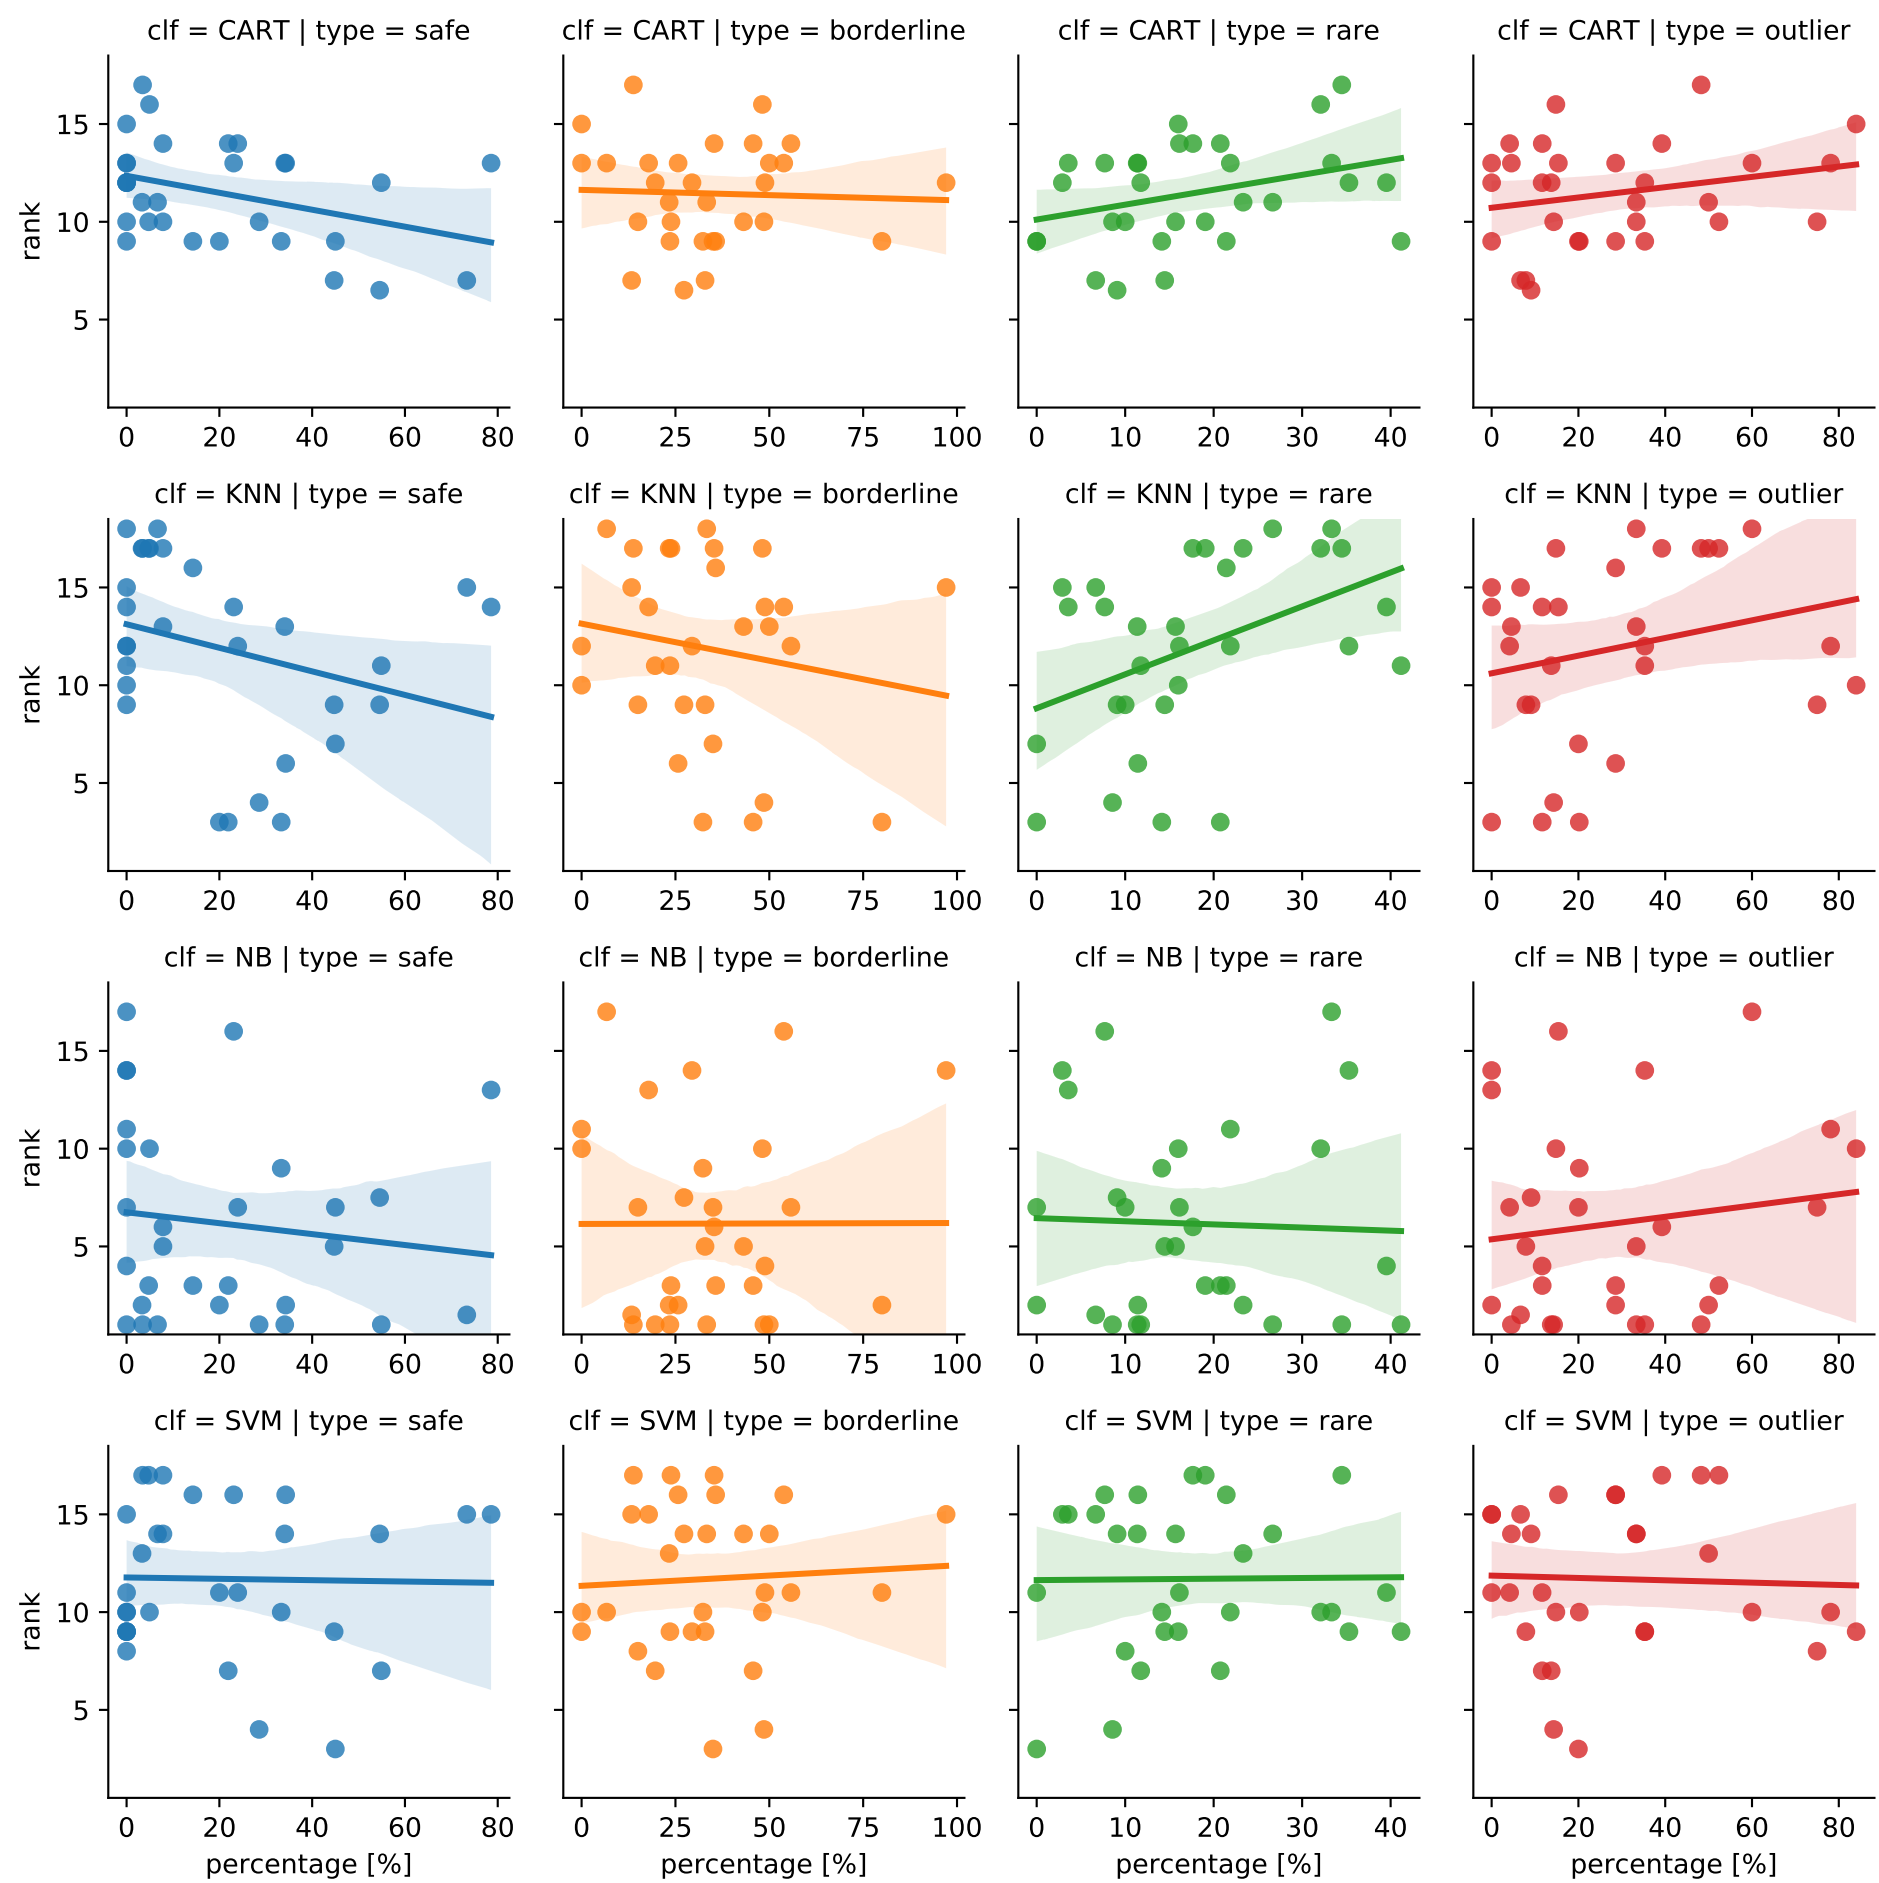 clf = CART | type = safe
clf = CART | type = borderline
clf = CART | type = rare
clf = CART | type = outlier
rank
15
10
5
0 20 40 60 80
0 25 50 75 100
0 10 20 30 40
0 20 40 60 80
clf = KNN | type = safe
clf = KNN | type = borderline
clf = KNN | type = rare
clf = KNN | type = outlier
rank
15
10
5
0 20 40 60 80
0 25 50 75 100
0 10 20 30 40
0 20 40 60 80
clf = NB | type = safe
clf = NB | type = borderline
clf = NB | type = rare
clf = NB | type = outlier
rank
15
10
5
0 20 40 60 80
0 25 50 75 100
0 10 20 30 40
0 20 40 60 80
clf = SVM | type = safe
clf = SVM | type = borderline
clf = SVM | type = rare
clf = SVM | type = outlier
rank
15
10
5
0 20 40 60 80
0 25 50 75 100
0 10 20 30 40
0 20 40 60 80
percentage [%]
percentage [%]
percentage [%]
percentage [%]